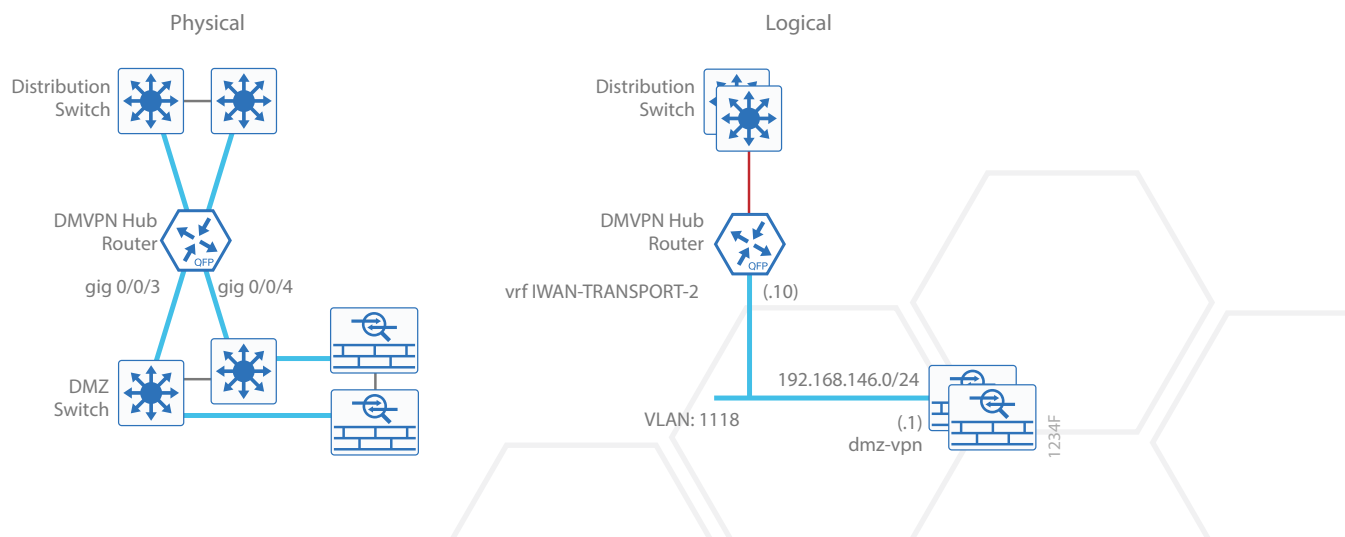 Physical
Distribution
Switch
DMVPN Hub
Router
QFP
gig 0/0/3
gig 0/0/4
DMZ
Switch
Logical
Distribution
Switch
DMVPN Hub
Router
QFP
vrf IWAN-TRANSPORT-2
(.10)
192.168.146.0/24
VLAN: 1118
(.1)
dmz-vpn
1234F